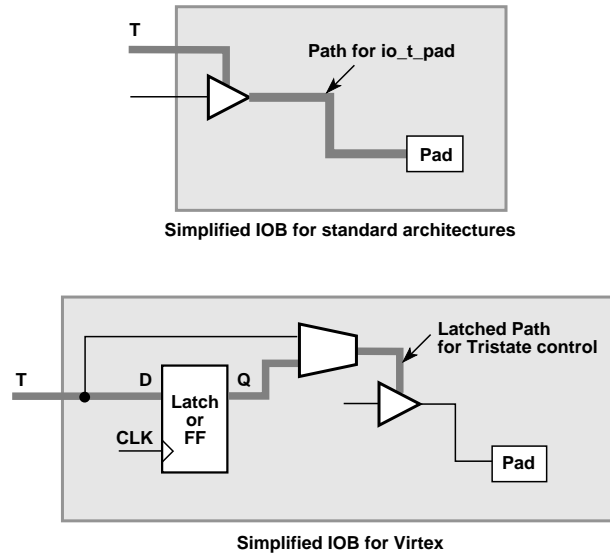 T
Path for io_t_pad
Pad
Simplified IOB for standard architectures
Latched Path
for Tristate control
T
D
Q
Latch
or
FF
CLK
Pad
Simplified IOB for Virtex